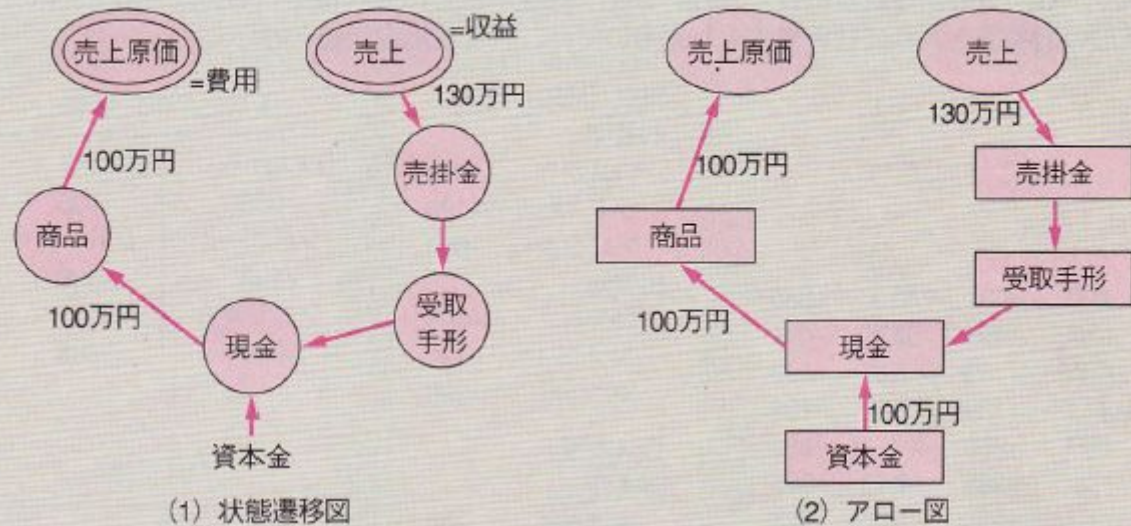 売上原価
=費用
売上
=収益
130万円
100万円
売掛金
商品
100万円
受取
手形
現金
資本金
(1) 状態遷移図
売上原価
売上
130万円
100万円
売掛金
商品
受取手形
100万円
現金
100万円
資本金
(2) アロー図